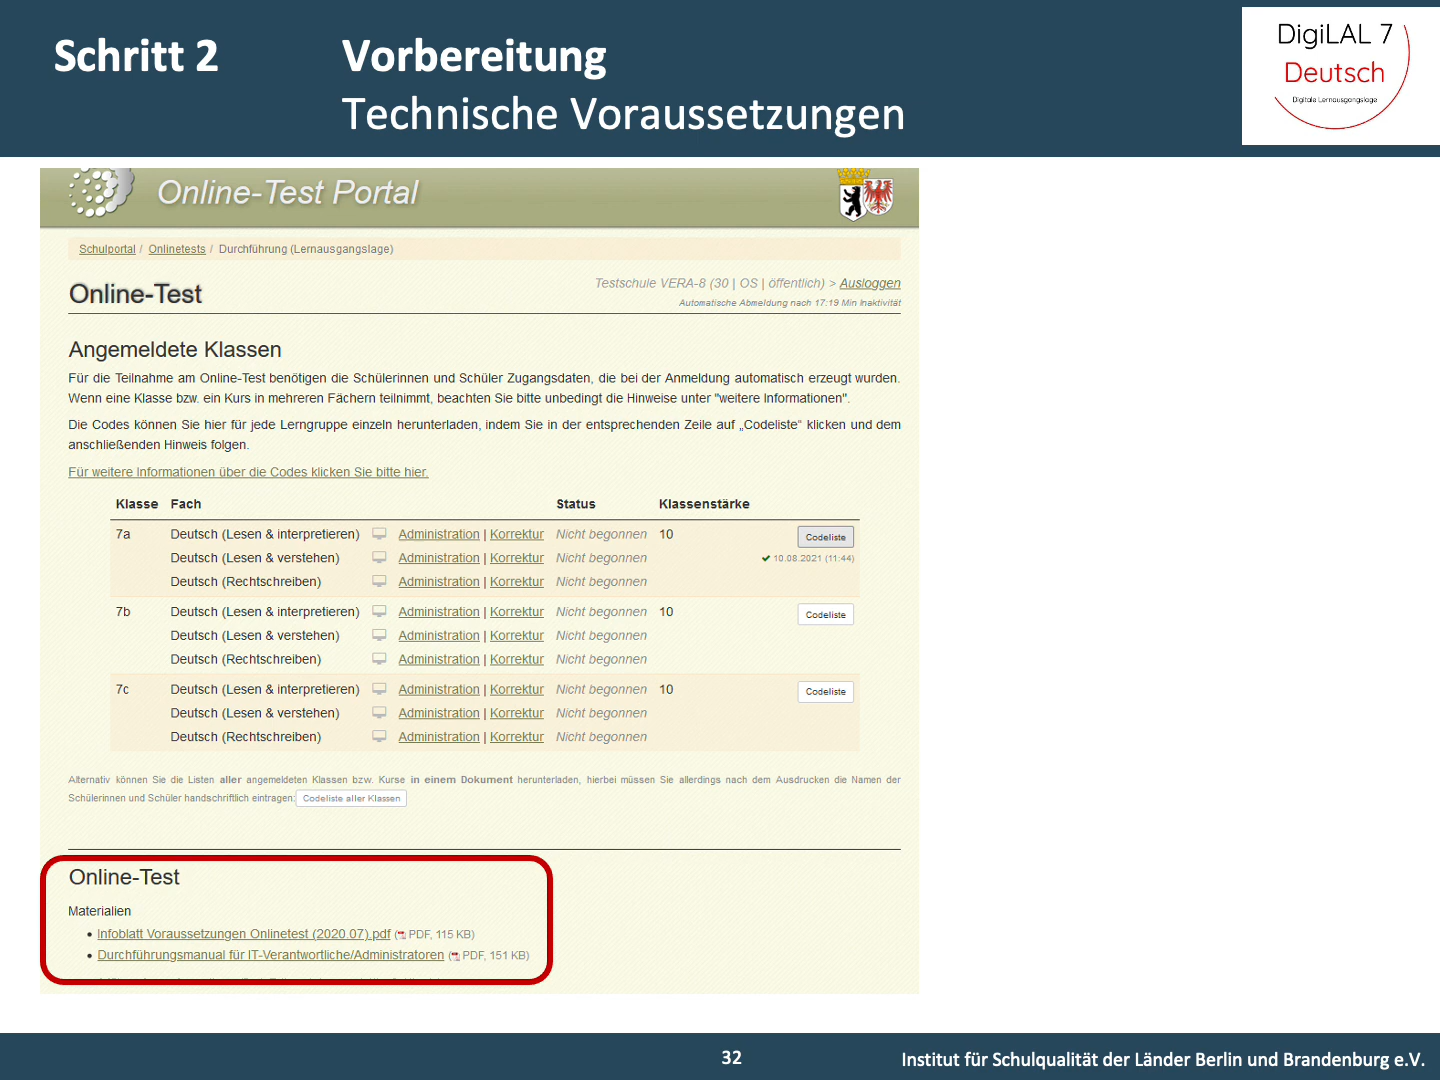 Schritt 2 Vorbereitung
Technische Voraussetzungen
DigiLAL 7
Deutsch
Digitale Lernausgangslage
Online-Test Portal
Schulportal / Onlinetests / Durchführung (Lernausgangslage)
Online-Test
Testschule VERA-8 (30 | OS | öffentlich) > Ausloggen
Automatische Abmeldung nach 17:19 Min Inaktivität
Angemeldete Klassen
Für die Teilnahme am Online-Test benötigen die Schülerinnen und Schüler Zugangsdaten, die bei der Anmeldung automatisch erzeugt wurden.
Wenn eine Klasse bzw. ein Kurs in mehreren Fächern teilnimmt, beachten Sie bitte unbedingt die Hinweise unter "weitere Informationen".
Die Codes können Sie hier für jede Lerngruppe einzeln herunterladen, indem Sie in der entsprechenden Zeile auf „Codeliste“ klicken und dem
anschließenden Hinweis folgen.
Für weitere Informationen über die Codes klicken Sie bitte hier.
Klasse Fach Status Klassenstärke
7a Deutsch (Lesen & interpretieren) Administration | Korrektur Nicht begonnen 10 Codeliste
Deutsch (Lesen & verstehen) Administration | Korrektur Nicht begonnen ✔ 10.08.2021 (11:44)
Deutsch (Rechtschreiben) Administration | Korrektur Nicht begonnen
7b Deutsch (Lesen & interpretieren) Administration | Korrektur Nicht begonnen 10 Codeliste
Deutsch (Lesen & verstehen) Administration | Korrektur Nicht begonnen
Deutsch (Rechtschreiben) Administration | Korrektur Nicht begonnen
7c Deutsch (Lesen & interpretieren) Administration | Korrektur Nicht begonnen 10 Codeliste
Deutsch (Lesen & verstehen) Administration | Korrektur Nicht begonnen
Deutsch (Rechtschreiben) Administration | Korrektur Nicht begonnen
Alternativ können Sie die Listen aller angemeldeten Klassen bzw. Kurse in einem Dokument herunterladen, hierbei müssen Sie allerdings nach dem Ausdrucken die Namen der
Schülerinnen und Schüler handschriftlich eintragen: Codeliste aller Klassen
Online-Test
Materialien
• Infoblatt Voraussetzungen Onlinetest (2020.07).pdf (PDF, 115 KB)
• Durchführungsmanual für IT-Verantwortliche/Administratoren (PDF, 151 KB)
32
Institut für Schulqualität der Länder Berlin und Brandenburg e.V.